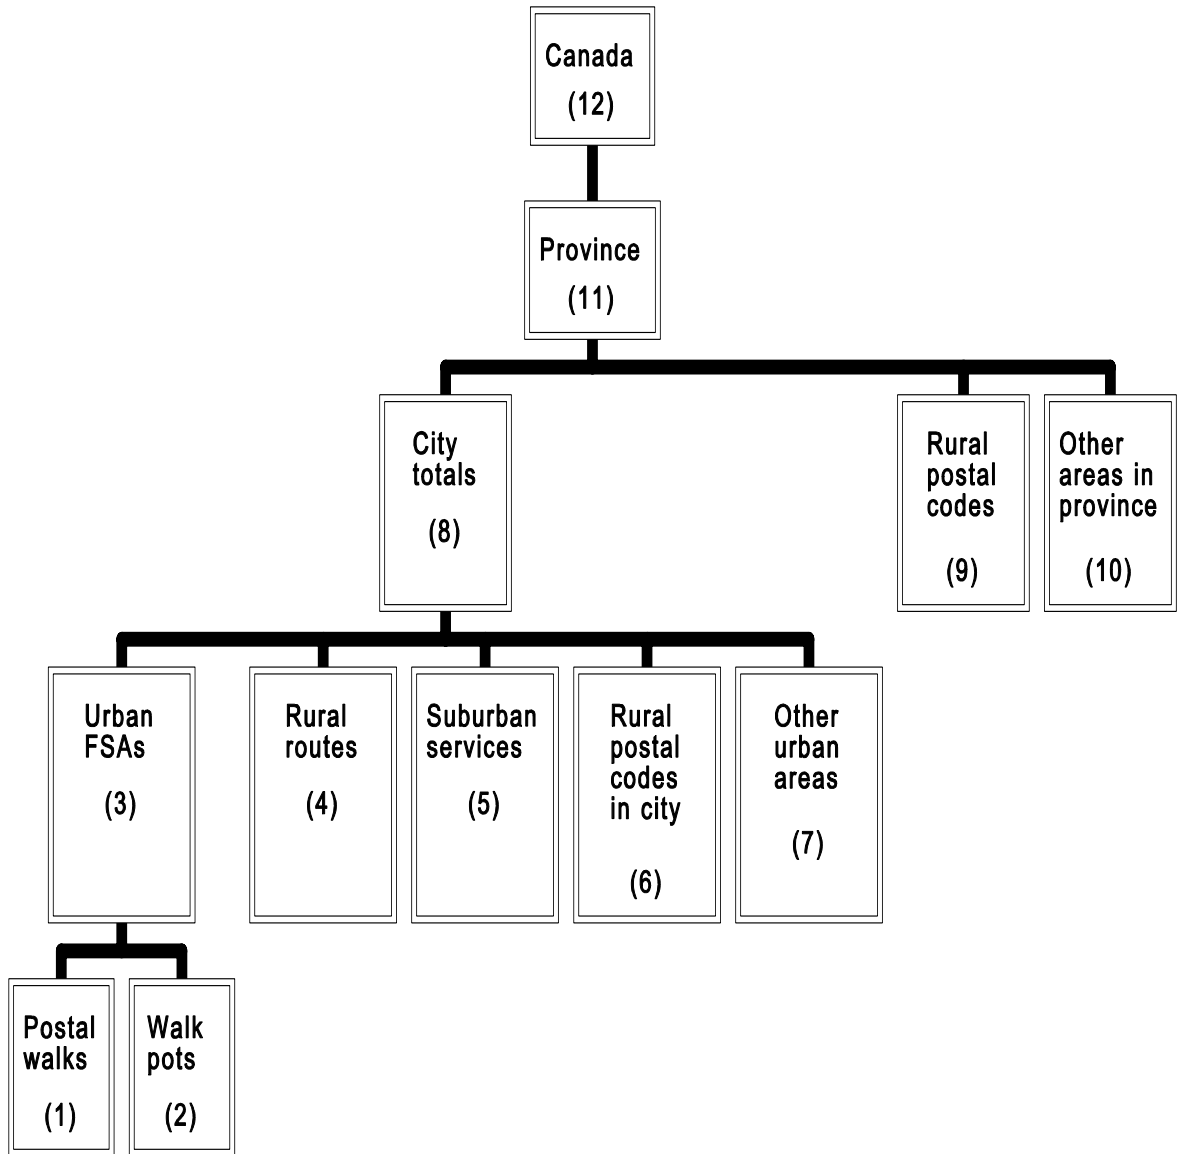 Canada
(12)
Province
(11)
City
totals
(8)
Rural
postal
codes
(9)
Other
areas in
province
(10)
Urban
FSAs
(3)
Rural
routes
(4)
Suburban
services
(5)
Rural
postal
codes
in city
(6)
Other
urban
areas
(7)
Postal
walks
(1)
Walk
pots
(2)